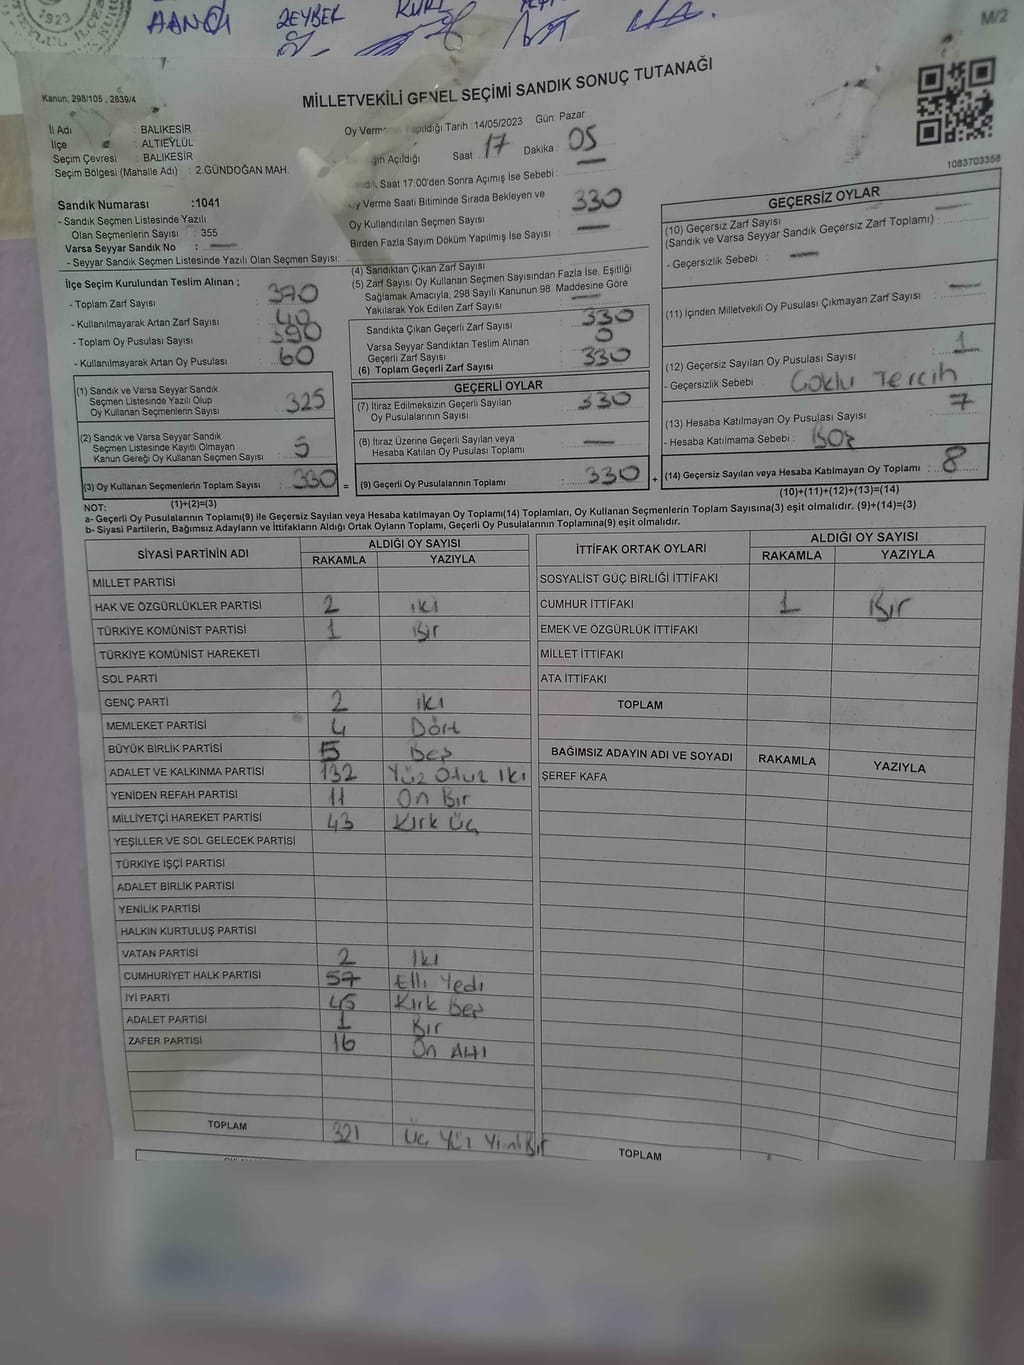 AANCI ZEYBEK KURT
M/2
Kanun; 298/105 , 2839/4
MİLLETVEKİLİ GENEL SEÇİMİ SANDIK SONUÇ TUTANAĞI
İl Adı : BALIKESİR
İlçe : ALTIEYLÜL
Seçim Çevresi : BALIKESİR
Seçim Bölgesi (Mahalle Adı) : 2.GÜNDOĞAN MAH.
Oy Verme Yapıldığı Tarih :14/05/2023 Gün: Pazar
Açıldığı Saat 17 Dakika : 05
Saat 17:00'den Sonra Açımış İse Sebebi :
Oy Verme Saati Bitiminde Sırada Bekleyen ve
Oy Kullandırılan Seçmen Sayısı : 330
Birden Fazla Sayım Döküm Yapılmış İse Sayısı : —
1083703358
Sandık Numarası :1041
- Sandık Seçmen Listesinde Yazılı
Olan Seçmenlerin Sayısı : 355
Varsa Seyyar Sandık No : —
- Seyyar Sandık Seçmen Listesinde Yazılı Olan Seçmen Sayısı:
İlçe Seçim Kurulundan Teslim Alınan ;
- Toplam Zarf Sayısı : 370
- Kullanılmayarak Artan Zarf Sayısı : 40
- Toplam Oy Pusulası Sayısı : 390
- Kullanılmayarak Artan Oy Pusulası : 60
(1) Sandık ve Varsa Seyyar Sandık
Seçmen Listesinde Yazılı Olup
Oy Kullanan Seçmenlerin Sayısı : 325
(2) Sandık ve Varsa Seyyar Sandık
Seçmen Listesinde Kayıtlı Olmayan
Kanun Gereği Oy Kullanan Seçmen Sayısı : 5
(3) Oy Kullanan Seçmenlerin Toplam Sayısı : 330 =
(4) Sandıktan Çıkan Zarf Sayısı
(5) Zarf Sayısı Oy Kullanan Seçmen Sayısından Fazla İse, Eşitliği
Sağlamak Amacıyla, 298 Sayılı Kanunun 98. Maddesine Göre
Yakılarak Yok Edilen Zarf Sayısı : —
Sandıkta Çıkan Geçerli Zarf Sayısı : 330
Varsa Seyyar Sandıktan Teslim Alınan
Geçerli Zarf Sayısı : 0
(6) Toplam Geçerli Zarf Sayısı : 330
GEÇERLİ OYLAR
(7) İtiraz Edilmeksizin Geçerli Sayılan
Oy Pusulalarının Sayısı : 330
(8) İtiraz Üzerine Geçerli Sayılan veya
Hesaba Katılan Oy Pusulası Toplamı : —
(9) Geçerli Oy Pusulalarının Toplamı : 330 +
GEÇERSİZ OYLAR
(10) Geçersiz Zarf Sayısı
(Sandık ve Varsa Seyyar Sandık Geçersiz Zarf Toplamı) : —
- Geçersizlik Sebebi : —
(11) İçinden Milletvekili Oy Pusulası Çıkmayan Zarf Sayısı : —
(12) Geçersiz Sayılan Oy Pusulası Sayısı : 1
- Geçersizlik Sebebi : Çoklu Tercih
(13) Hesaba Katılmayan Oy Pusulası Sayısı : 7
- Hesaba Katılmama Sebebi : Boş
(14) Geçersiz Sayılan veya Hesaba Katılmayan Oy Toplamı : 8
NOT: (1)+(2)=(3)
(10)+(11)+(12)+(13)=(14)
a- Geçerli Oy Pusulalarının Toplamı(9) ile Geçersiz Sayılan veya Hesaba katılmayan Oy Toplamı(14) Toplamları, Oy Kullanan Seçmenlerin Toplam Sayısına(3) eşit olmalıdır. (9)+(14)=(3)
b- Siyasi Partilerin, Bağımsız Adayların ve İttifakların Aldığı Ortak Oyların Toplamı, Geçerli Oy Pusulalarının Toplamına(9) eşit olmalıdır.
SİYASİ PARTİNİN ADI ALDIĞI OY SAYISI
RAKAMLA YAZIYLA
MİLLET PARTİSİ
HAK VE ÖZGÜRLÜKLER PARTİSİ 2 iki
TÜRKİYE KOMÜNİST PARTİSİ 1 Bir
TÜRKİYE KOMÜNİST HAREKETİ
SOL PARTİ
GENÇ PARTİ 2 iki
MEMLEKET PARTİSİ 4 Dört
BÜYÜK BİRLİK PARTİSİ 5 Beş
ADALET VE KALKINMA PARTİSİ 132 Yüz Otuz İki
YENİDEN REFAH PARTİSİ 11 On Bir
MİLLİYETÇİ HAREKET PARTİSİ 43 Kırk Üç
YEŞİLLER VE SOL GELECEK PARTİSİ
TÜRKİYE İŞÇİ PARTİSİ
ADALET BİRLİK PARTİSİ
YENİLİK PARTİSİ
HALKIN KURTULUŞ PARTİSİ
VATAN PARTİSİ 2 İki
CUMHURİYET HALK PARTİSİ 57 Elli Yedi
İYİ PARTİ 45 Kırk Beş
ADALET PARTİSİ 1 Bir
ZAFER PARTİSİ 16 On Altı
TOPLAM 321 Üç Yüz Yirmi Bir
İTTİFAK ORTAK OYLARI ALDIĞI OY SAYISI
RAKAMLA YAZIYLA
SOSYALİST GÜÇ BİRLİĞİ İTTİFAKI
CUMHUR İTTİFAKI 1 Bir
EMEK VE ÖZGÜRLÜK İTTİFAKI
MİLLET İTTİFAKI
ATA İTTİFAKI
TOPLAM
BAĞIMSIZ ADAYIN ADI VE SOYADI RAKAMLA YAZIYLA
ŞEREF KAFA
TOPLAM